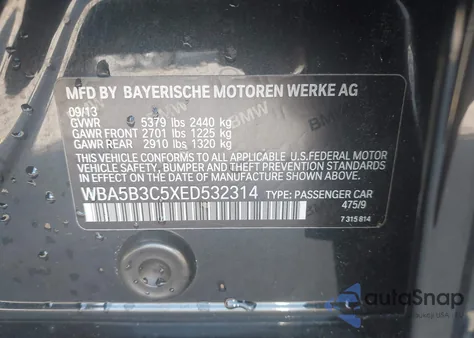 MFD BY BAYERISCHE MOTOREN WERKE AG
09/13
GVWR 5379 lbs 2440 kg
GAWR FRONT 2701 lbs 1225 kg
GAWR REAR 2910 lbs 1320 kg
THIS VEHICLE CONFORMS TO ALL APPLICABLE U.S.FEDERAL MOTOR
VEHICLE SAFETY, BUMPER AND THEFT PREVENTION STANDARDS
IN EFFECT ON THE DATE OF MANUFACTURE SHOWN ABOVE.
WBA5B3C5XED532314 TYPE: PASSENGER CAR
475/9
7 315 814
BMW
autoSnap